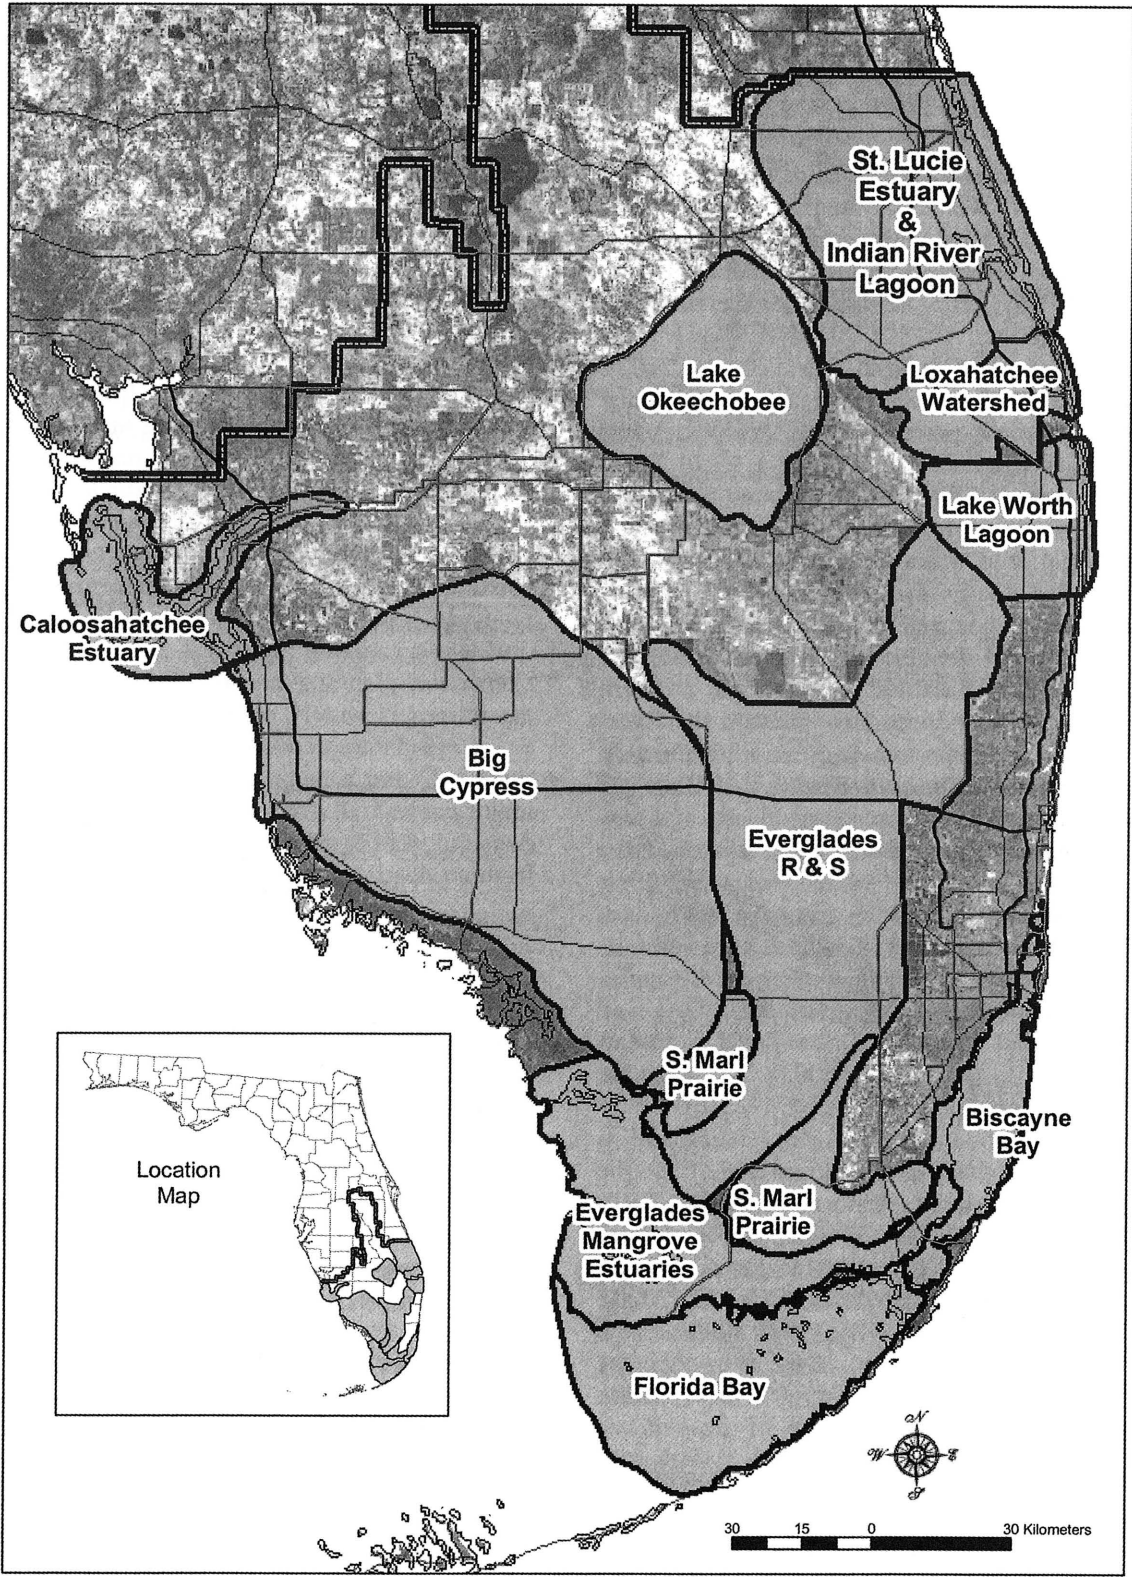 St. Lucie
Estuary
&
Indian River
Lagoon
Lake
Okeechobee
Loxahatchee
Watershed
Lake Worth
Lagoon
Caloosahatchee
Estuary
Big
Cypress
Everglades
R & S
S. Marl
Prairie
Biscayne
Bay
S. Marl
Prairie
Everglades
Mangrove
Estuaries
Florida Bay
Location
Map
N
W
E
S
30 15 0 30 Kilometers